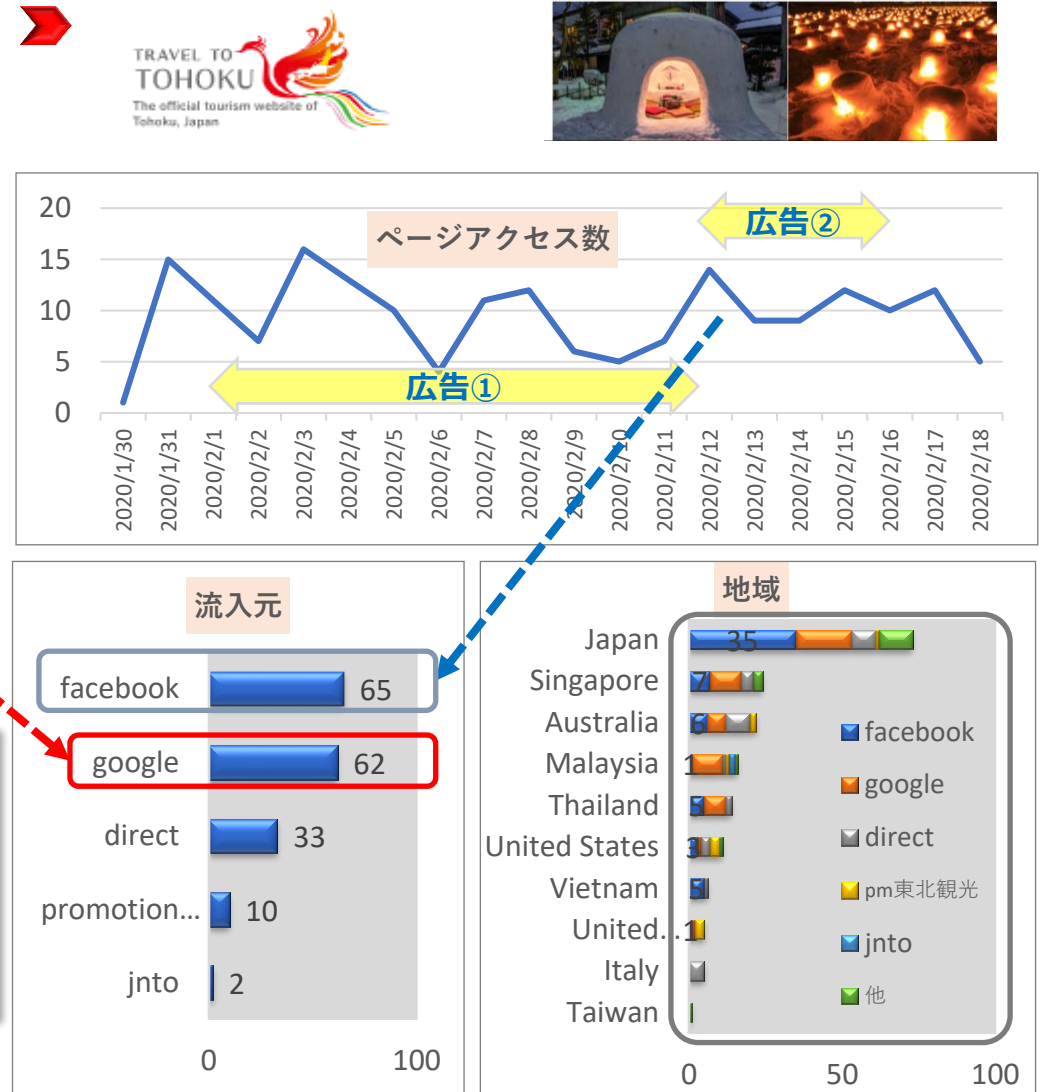 TRAVEL TO
TOHOKU
The official tourism website of
Tohoku, Japan
ページアクセス数
広告②
広告①
20
15
10
5
0
2020/1/30
2020/1/31
2020/2/1
2020/2/2
2020/2/3
2020/2/4
2020/2/5
2020/2/6
2020/2/7
2020/2/8
2020/2/9
2020/2/10
2020/2/11
2020/2/12
2020/2/13
2020/2/14
2020/2/15
2020/2/16
2020/2/17
2020/2/18
流入元
facebook 65
google 62
direct 33
promotion... 10
jnto 2
0 100
地域
Japan 35
Singapore 7
Australia 6
Malaysia 1
Thailand 5
United States 3
Vietnam 5
United... 1
Italy
Taiwan
facebook
google
direct
pm東北観光
jnto
他
0 50 100